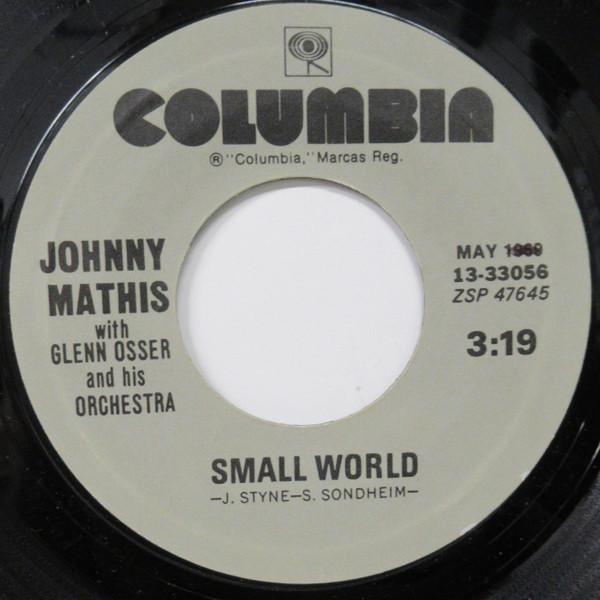 COLUMBIA
®"Columbia," Marcas Reg.
JOHNNY
MATHIS
with
GLENN OSSER
and his
ORCHESTRA
MAY 1969
13-33056
ZSP 47645
3:19
SMALL WORLD
—J. STYNE—S. SONDHEIM—